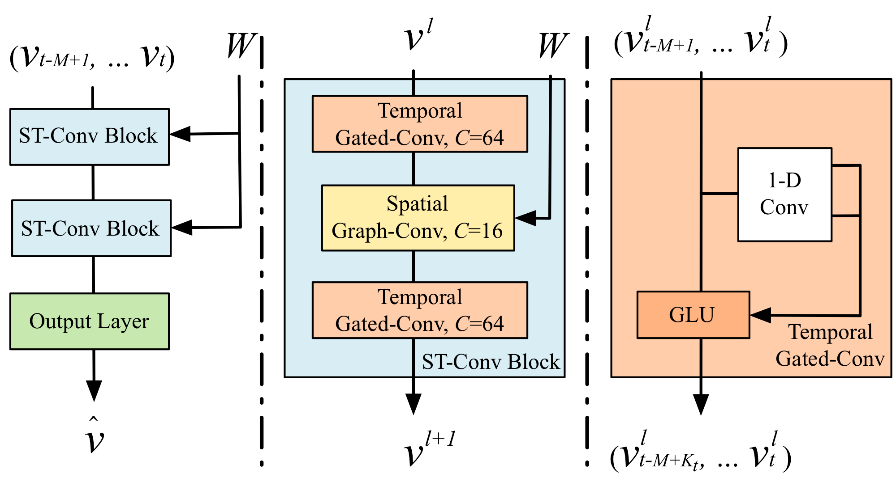 (v_{t-M+1}, ... v_t)
W
ST-Conv Block
ST-Conv Block
Output Layer
v̂
v^l
W
Temporal
Gated-Conv, C=64
Spatial
Graph-Conv, C=16
Temporal
Gated-Conv, C=64
ST-Conv Block
v^{l+1}
(v^l_{t-M+1}, ... v^l_t)
1-D
Conv
GLU
Temporal
Gated-Conv
(v^l_{t-M+K_t}, ... v^l_t)